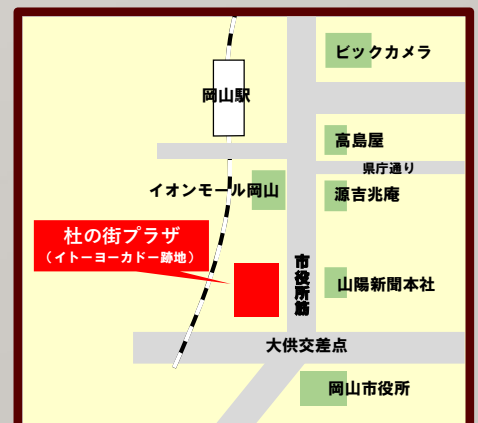 ビックカメラ
岡山駅
高島屋
県庁通り
イオンモール岡山
源吉兆庵
杜の街プラザ
（イトーヨーカドー跡地）
市役所筋
山陽新聞本社
大供交差点
岡山市役所